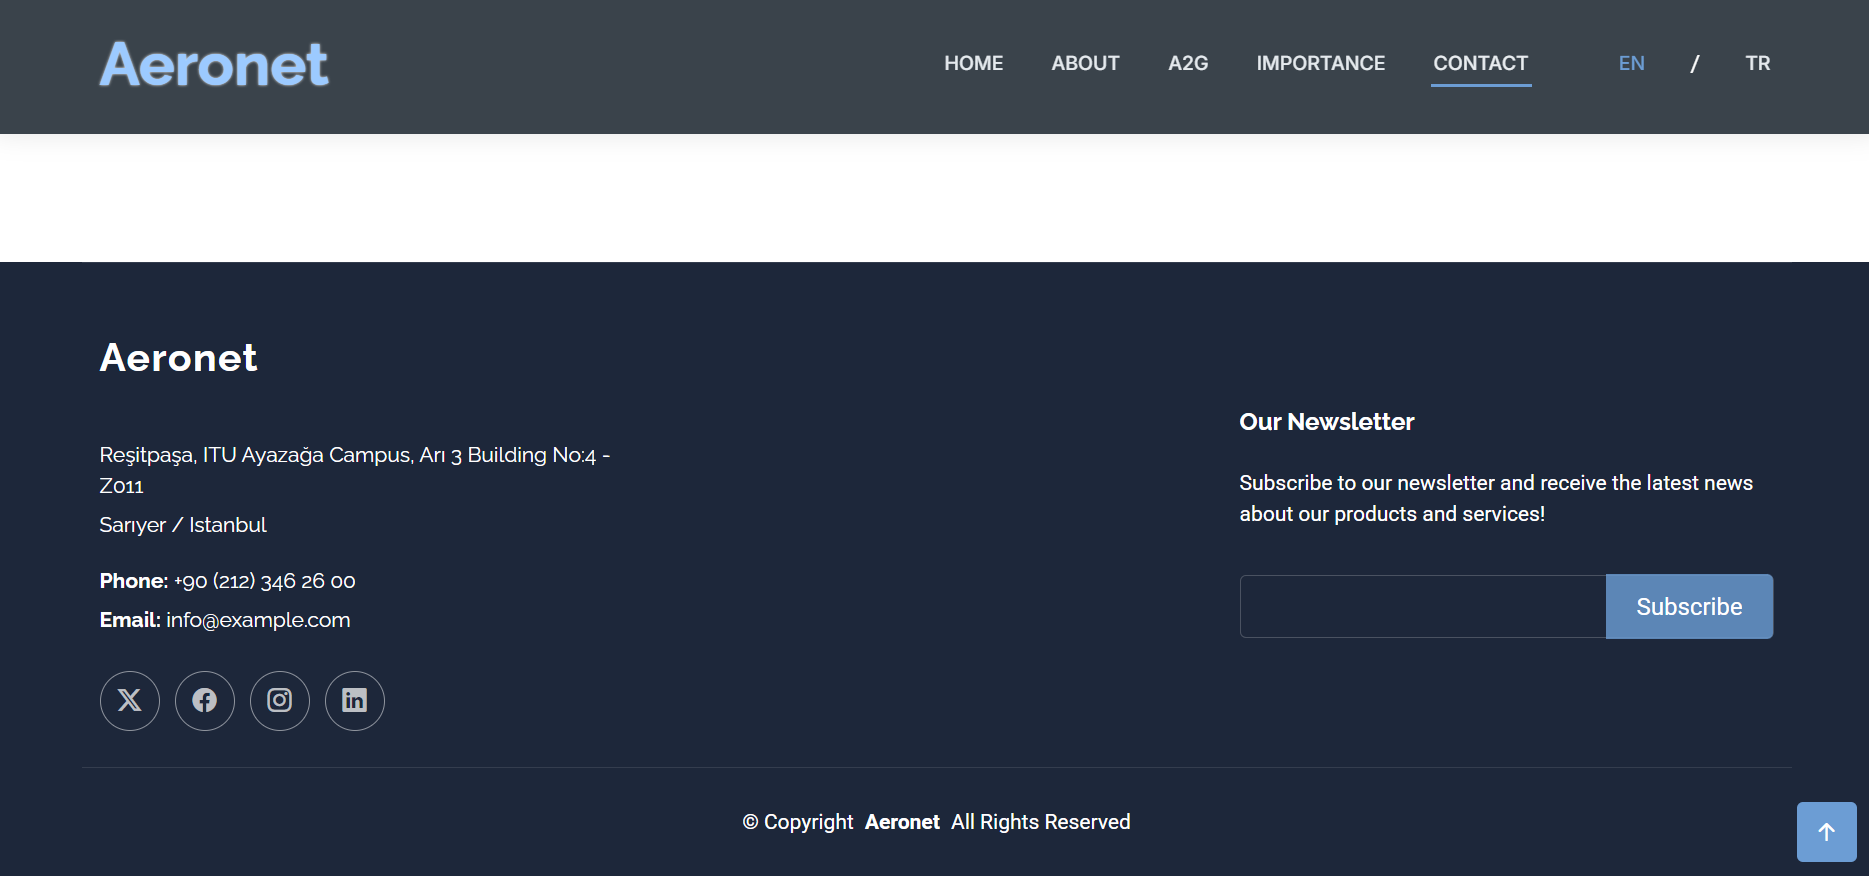 Aeronet
HOME ABOUT A2G IMPORTANCE CONTACT EN / TR
Aeronet
Reşitpaşa, ITU Ayazağa Campus, Arı 3 Building No:4 -
Z011
Sarıyer / Istanbul
Phone: +90 (212) 346 26 00
Email: info@example.com
Our Newsletter
Subscribe to our newsletter and receive the latest news
about our products and services!
Subscribe
© Copyright Aeronet All Rights Reserved